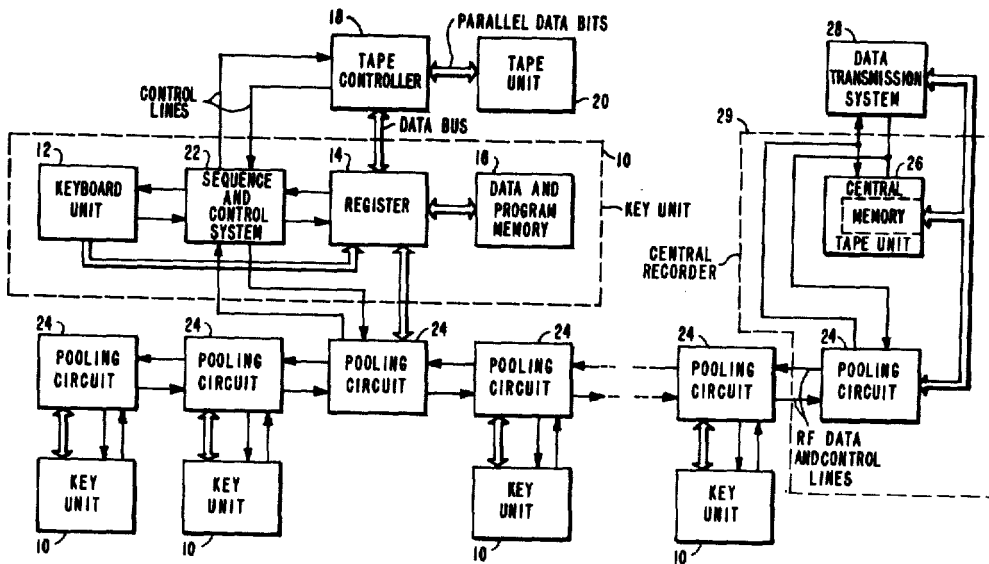 18
PARALLEL DATA BITS
28
TAPE
CONTROLLER
TAPE
UNIT
20
DATA
TRANSMISSION
SYSTEM
CONTROL
LINES
DATA BUS
29
12
22
14
16
10
26
KEYBOARD
UNIT
SEQUENCE
AND
CONTROL
SYSTEM
REGISTER
DATA AND
PROGRAM
MEMORY
KEY UNIT
CENTRAL
MEMORY
TAPE UNIT
CENTRAL
RECORDER
24
24
24
24
24
24
POOLING
CIRCUIT
POOLING
CIRCUIT
POOLING
CIRCUIT
POOLING
CIRCUIT
POOLING
CIRCUIT
POOLING
CIRCUIT
RF DATA
AND CONTROL
LINES
KEY
UNIT
KEY
UNIT
KEY
UNIT
KEY
UNIT
10
10
10
10